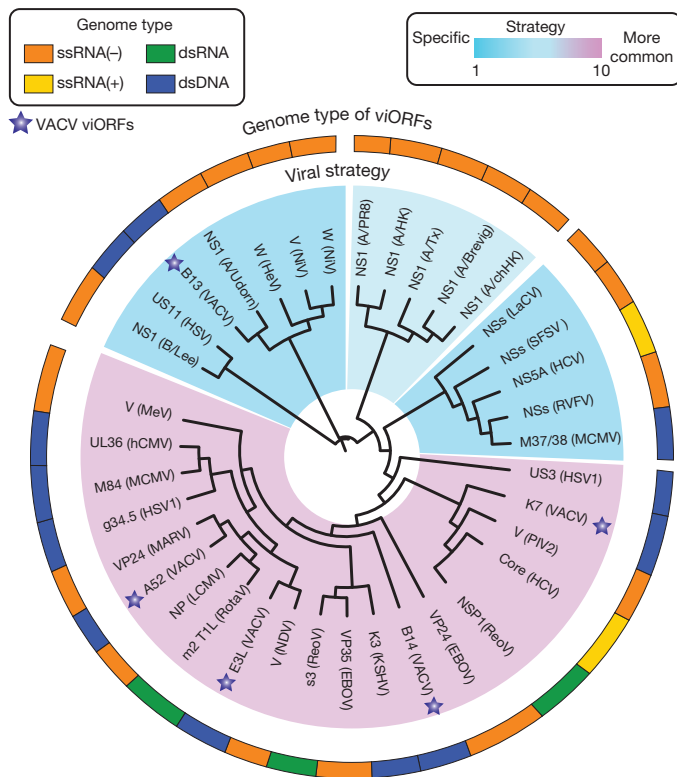 Genome type
ssRNA(–)
dsRNA
ssRNA(+)
dsDNA
VACV viORFs
Strategy
Specific
More
common
1
10
Genome type of viORFs
Viral strategy
NS1 (A/PR8)
NS1 (A/HK)
NS1 (A/Tx)
NS1 (A/Brevig)
NS1 (A/chHK)
NSs (LaCV)
NSs (SFSV)
NS5A (HCV)
NSs (RVFV)
M37/38 (MCMV)
US3 (HSV1)
K7 (VACV)
V (PIV2)
Core (HCV)
NSP1(ReoV)
VP24 (EBOV)
B14 (VACV)
K3 (KSHV)
VP35 (EBOV)
s3 (ReoV)
V (NDV)
E3L (VACV)
m2 T1L (RotaV)
NP (LCMV)
A52 (VACV)
VP24 (MARV)
g34.5 (HSV1)
M84 (MCMV)
UL36 (hCMV)
V (MeV)
NS1 (B/Lee)
US11 (HSV)
B13 (VACV)
NS1 (A/Udorn)
W (HeV)
V (NiV)
W (NiV)